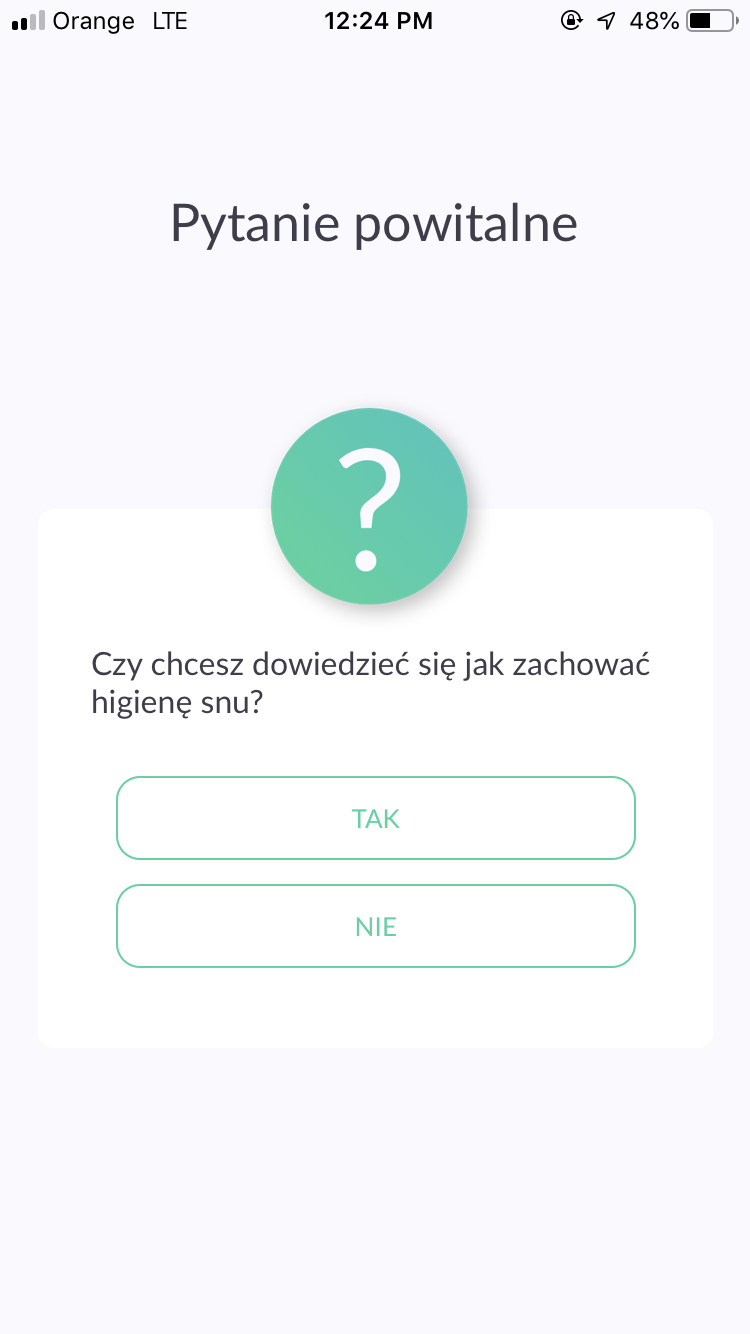 Orange LTE 12:24 PM 48%
Pytanie powitalne
?
Czy chcesz dowiedzieć się jak zachować
higienę snu?
TAK
NIE